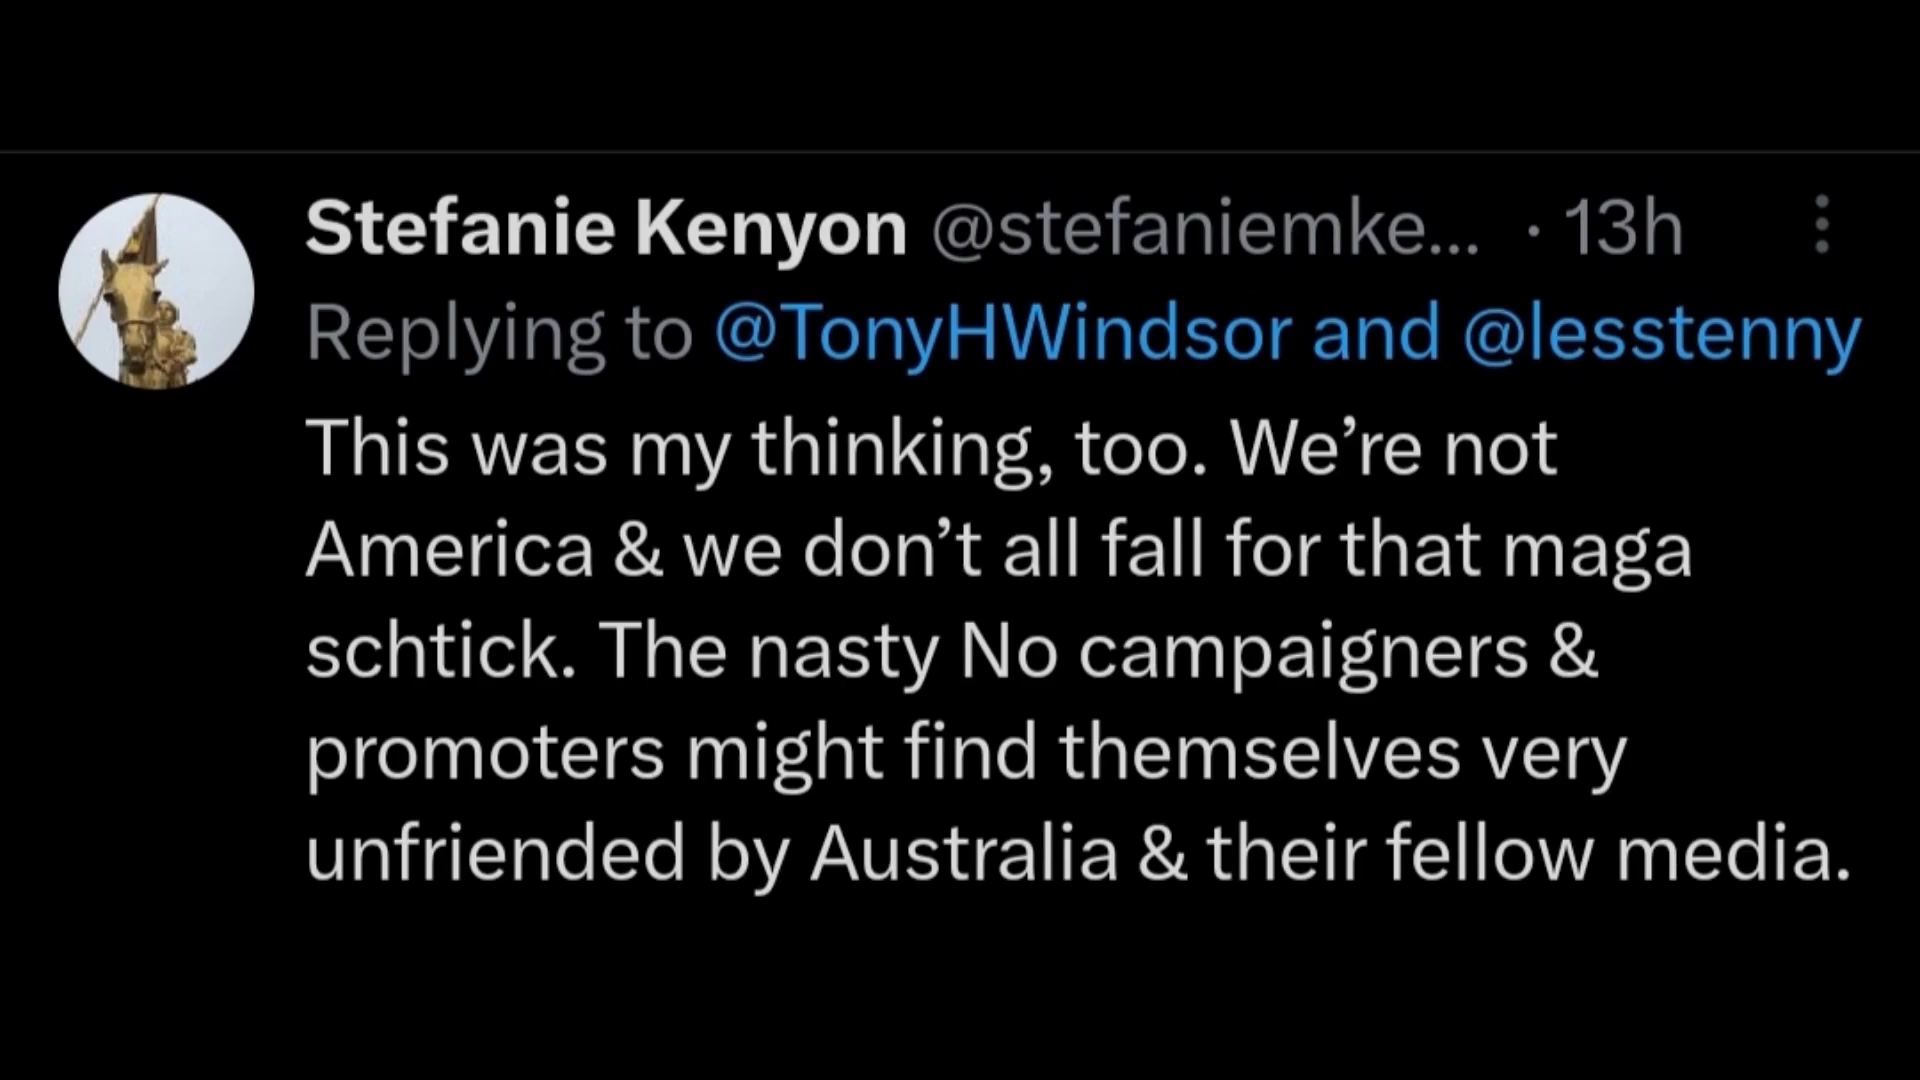 Stefanie Kenyon @stefaniemke... · 13h
Replying to @TonyHWindsor and @lesstenny
This was my thinking, too. We’re not
America & we don’t all fall for that maga
schtick. The nasty No campaigners &
promoters might find themselves very
unfriended by Australia & their fellow media.